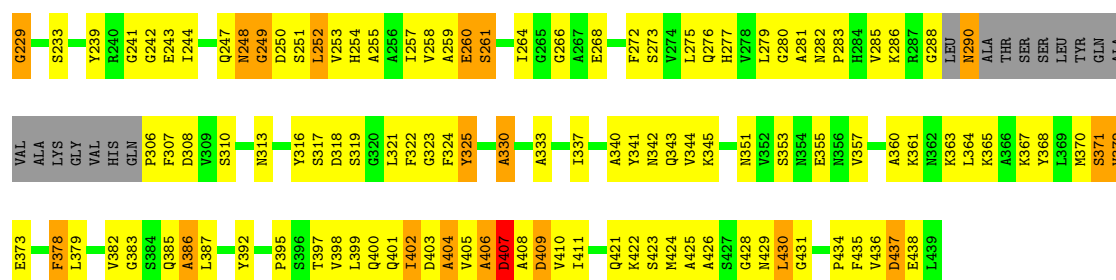 G229 S233 Y239 R240 G241 G242 E243 I244 Q247 N248 G249 D250 S251 L252 V253 H254 A255 A256 I257 V258 A259 E260 S261 I264 G265 G266 A267 E268 F272 S273 V274 L275 Q276 H277 V278 L279 G280 A281 N282 P283 H284 V285 K286 R287 G288 LEU N290 ALA THR SER SER LEU TYR GLN ALA
VAL ALA LYS GLY VAL HIS GLN P306 F307 D308 V309 S310 N313 Y316 S317 D318 S319 G320 L321 F322 G323 F324 Y325 A330 A333 I337 A340 Y341 N342 Q343 V344 K345 N351 V352 S353 N354 E355 N356 V357 A360 K361 N362 K363 L364 K365 A366 K367 Y368 L369 M370 S371
E373 F378 L379 V382 G383 S384 Q385 A386 L387 Y392 P395 S396 T397 V398 L399 Q400 Q401 I402 D403 A404 V405 A406 D407 A408 D409 V410 I411 Q421 K422 S423 M424 A425 A426 S427 G428 N429 L430 G431 P434 F435 V436 D437 E438 L439